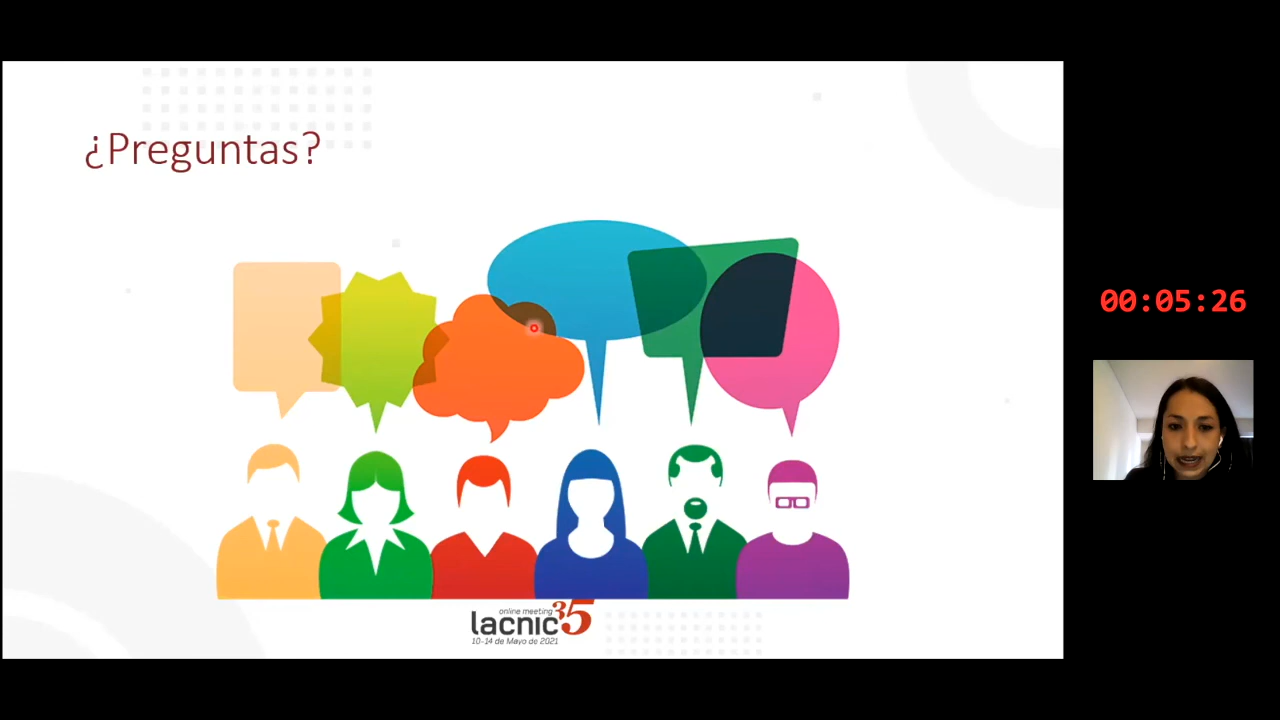 ¿Preguntas?
00:05:26
online meeting
lacnic35
10-14 de Mayo de 2021